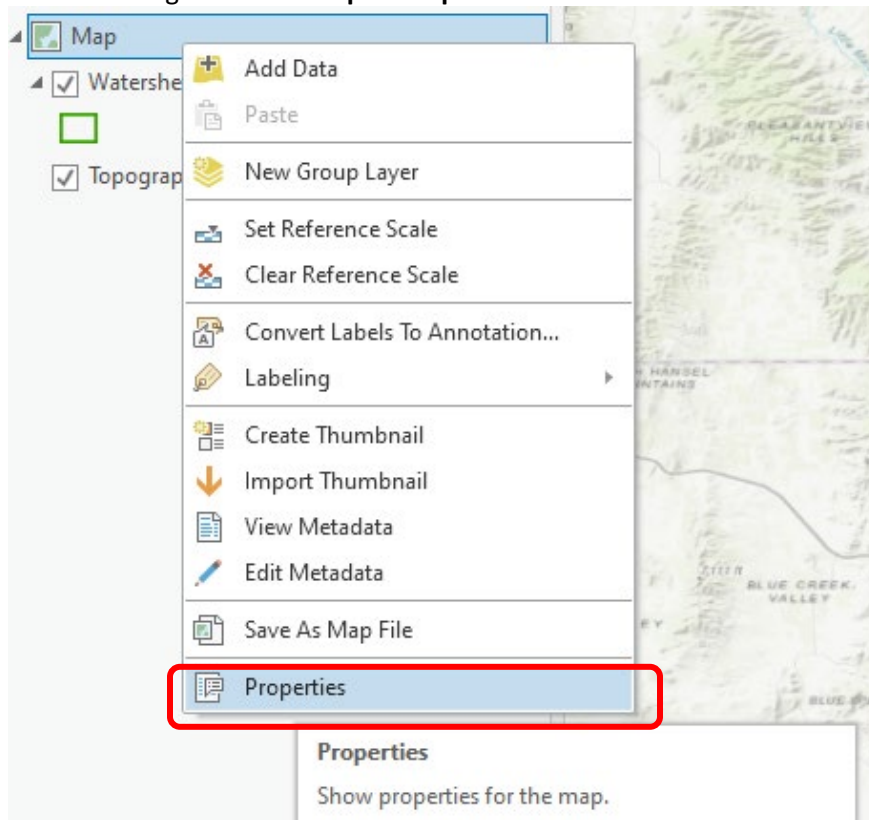 Map
Watershe
Topograp
Add Data
Paste
New Group Layer
Set Reference Scale
Clear Reference Scale
Convert Labels To Annotation...
Labeling
Create Thumbnail
Import Thumbnail
View Metadata
Edit Metadata
Save As Map File
Properties
Properties
Show properties for the map.
HILLS
HANSEL
NTAINS
BLUE CREEK
VALLEY
EY
BLUE